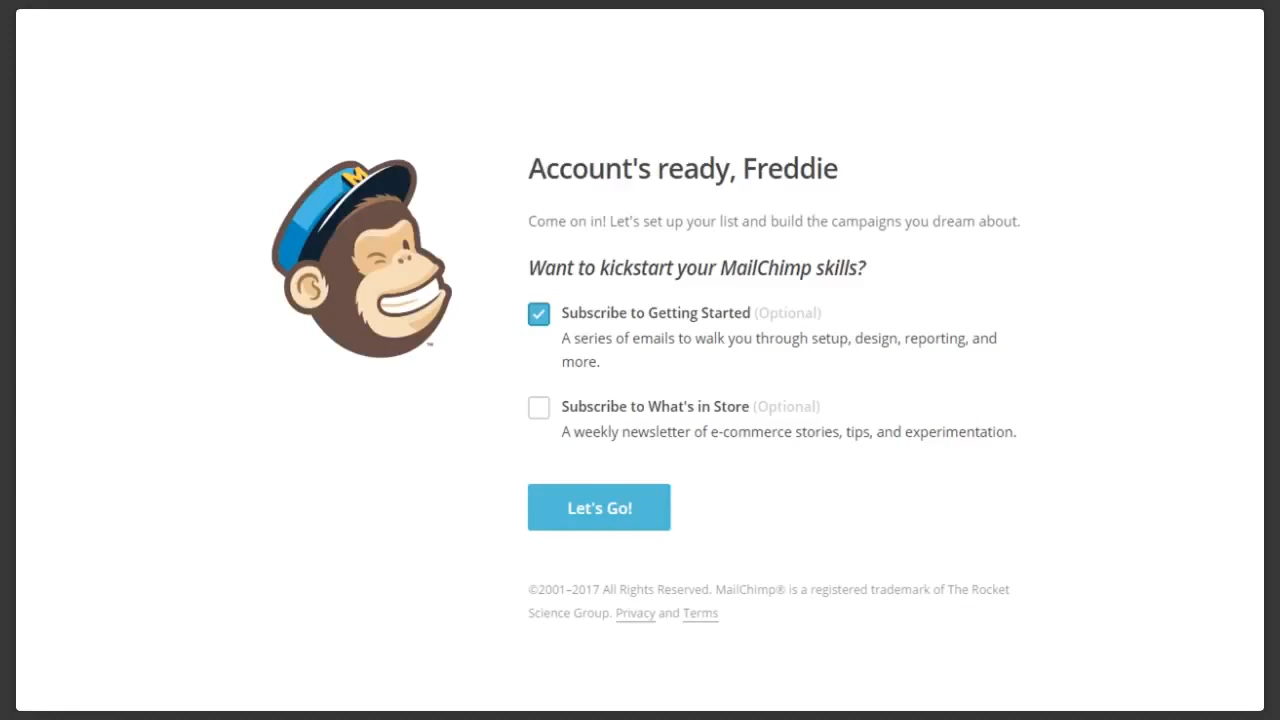 M
Account's ready, Freddie
Come on in! Let's set up your list and build the campaigns you dream about.
Want to kickstart your MailChimp skills?
Subscribe to Getting Started (Optional)
A series of emails to walk you through setup, design, reporting, and
more.
Subscribe to What's in Store (Optional)
A weekly newsletter of e-commerce stories, tips, and experimentation.
Let's Go!
©2001–2017 All Rights Reserved. MailChimp® is a registered trademark of The Rocket
Science Group. Privacy and Terms